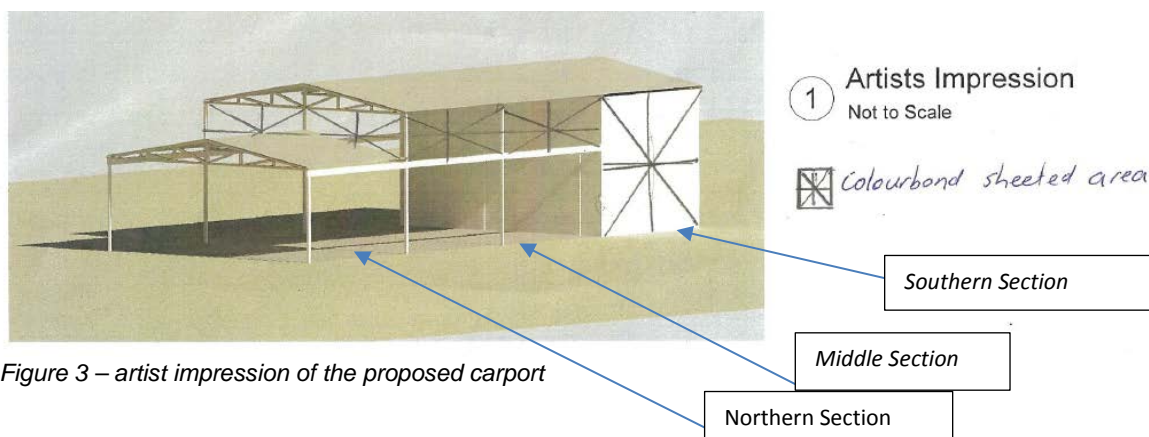 1 Artists Impression
Not to Scale
Colourbond sheeted area
Southern Section
Middle Section
Figure 3 – artist impression of the proposed carport
Northern Section